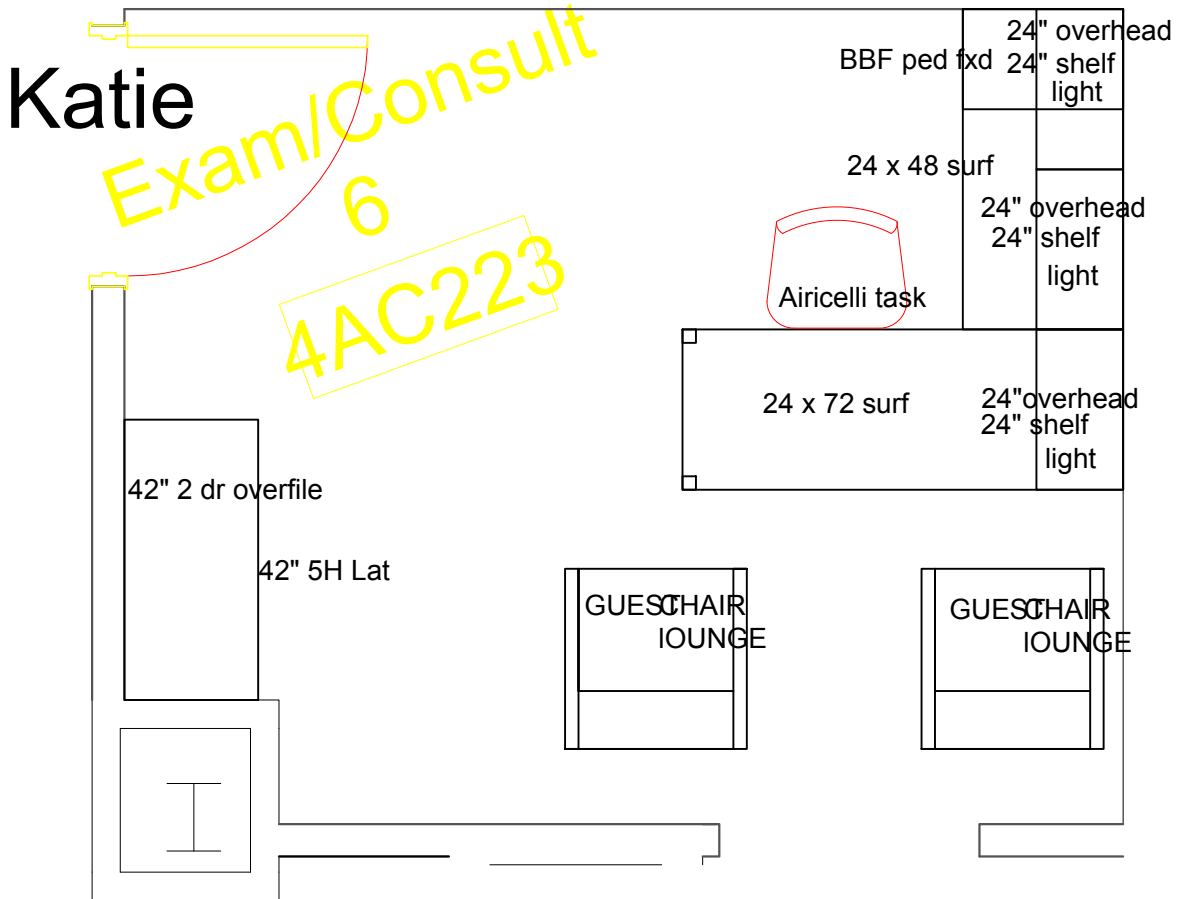 Katie
Exam/Consult
6
4AC223
BBF ped fxd
24" overhead
24" shelf
light
24 x 48 surf
24" overhead
24" shelf
light
Airicelli task
24 x 72 surf
24"overhead
24" shelf
light
42" 2 dr overfile
42" 5H Lat
GUEST CHAIR
lOUNGE
GUEST CHAIR
lOUNGE